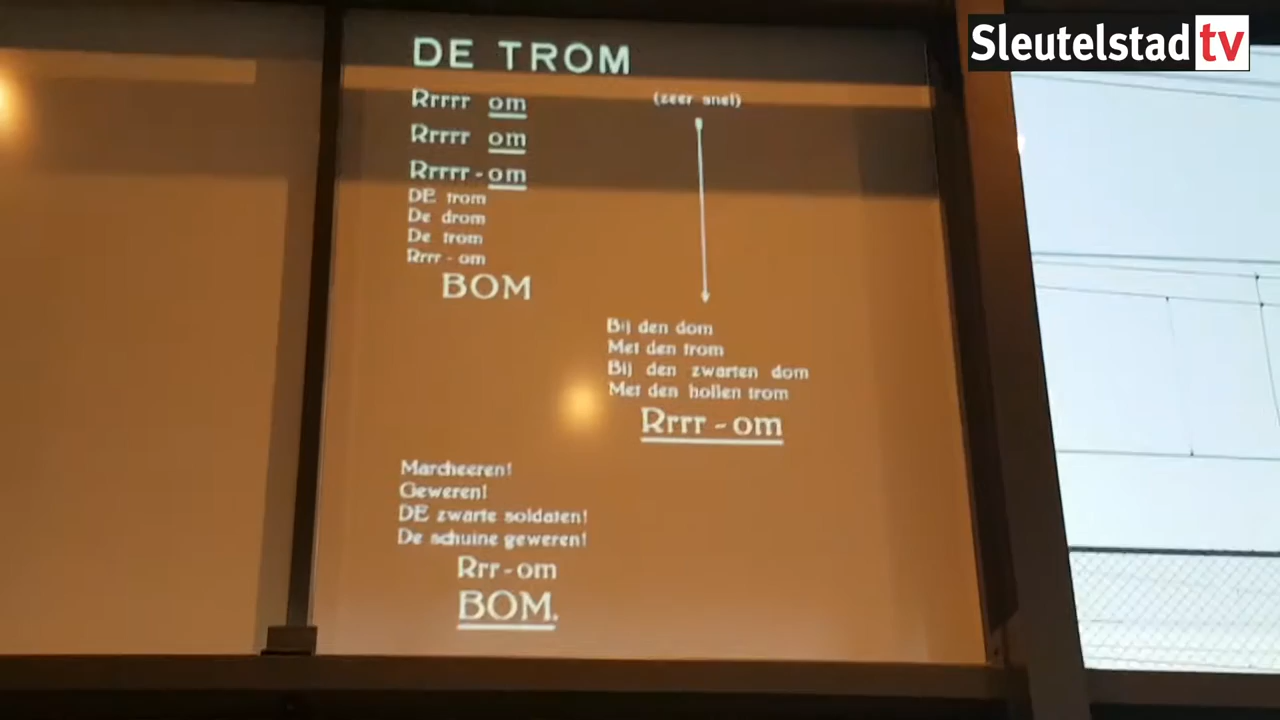 Sleutelstad tv
DE TROM
Rrrrr om (zeer snel)
Rrrrr om
Rrrrr - om
DE trom
De drom
De trom
Rrrr - om
BOM
Bij den dom
Met den trom
Bij den zwarten dom
Met den hollen trom
Rrrr - om
Marcheeren!
Geweren!
DE zwarte soldaten!
De schuine geweren!
Rrr - om
BOM.